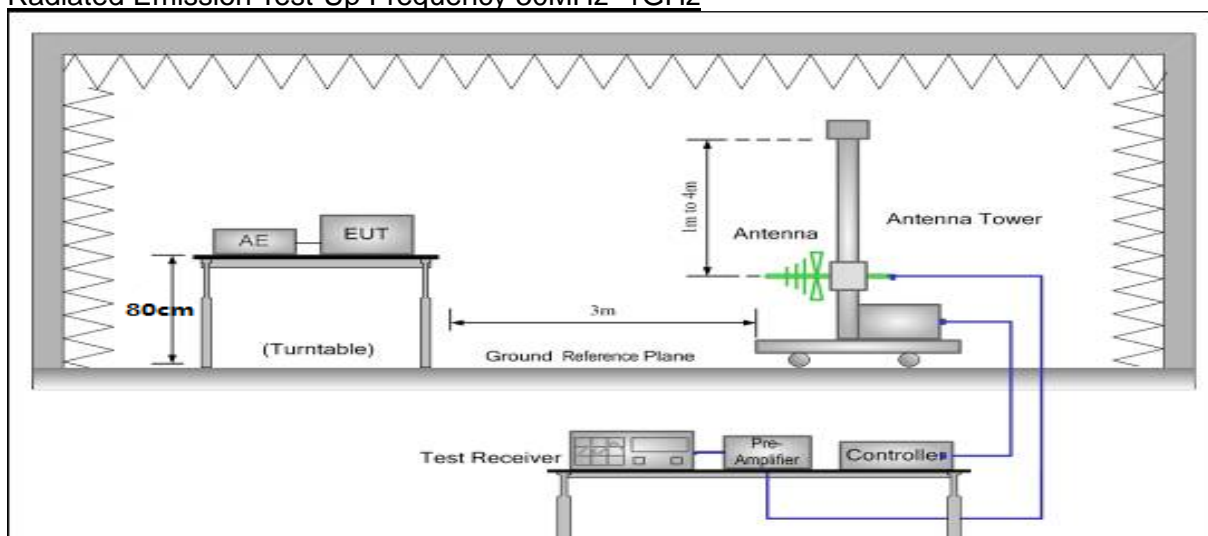 Radiated Emission Test-Up Frequency 30MHz~1GHz
1m to 4m
Antenna Tower
Antenna
AE
EUT
80cm
3m
(Turntable)
Ground Reference Plane
Test Receiver
Pre-
Amplifier
Controller